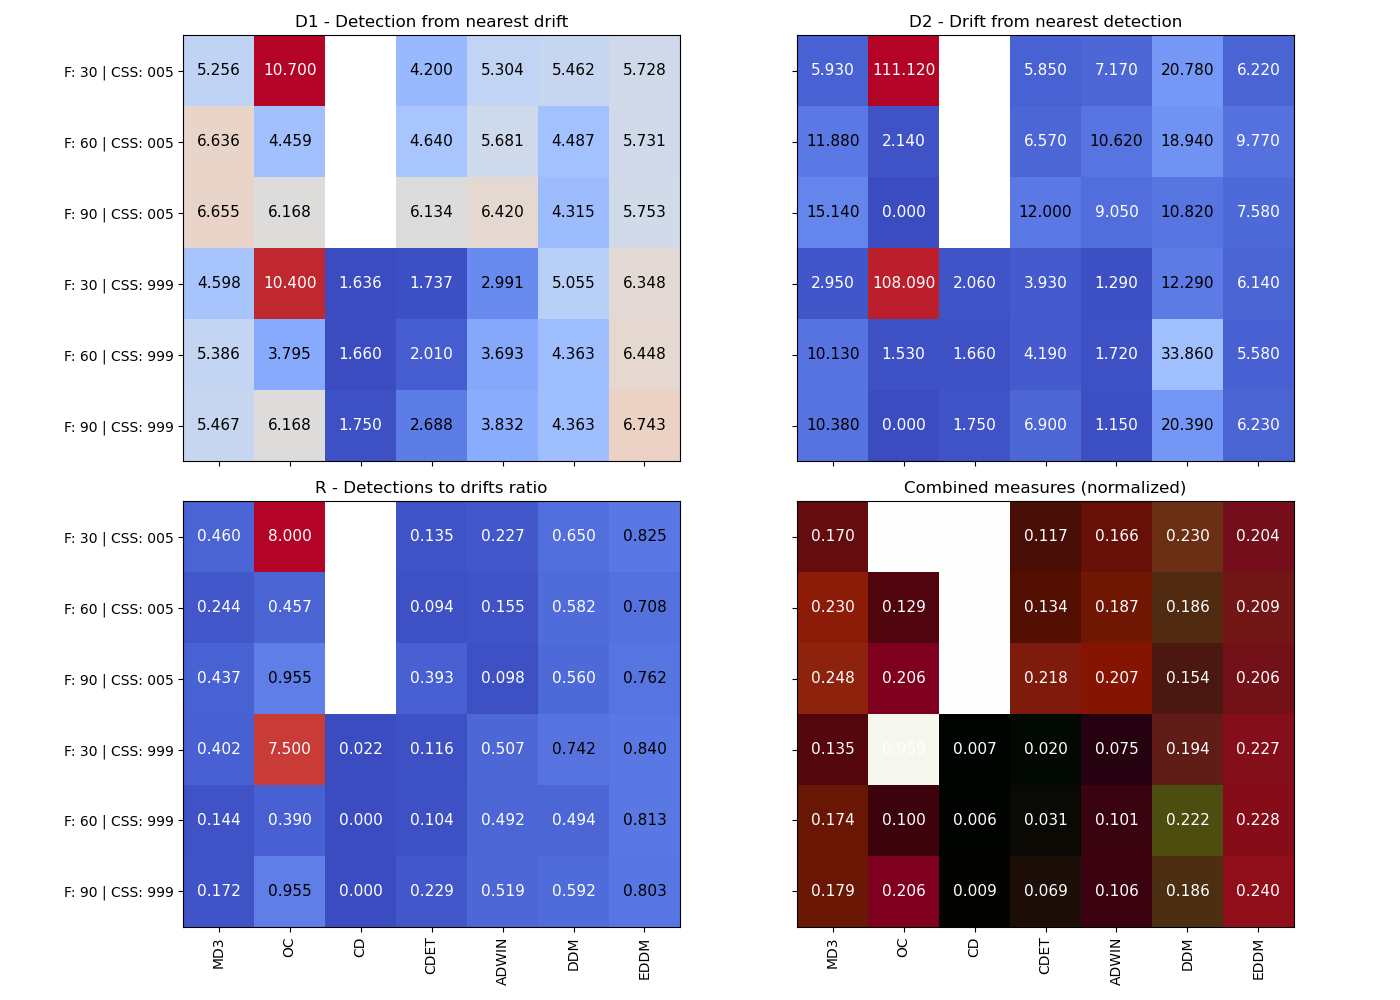 D1 - Detection from nearest drift
F: 30 | CSS: 005 5.256 10.700 4.200 5.304 5.462 5.728
F: 60 | CSS: 005 6.636 4.459 4.640 5.681 4.487 5.731
F: 90 | CSS: 005 6.655 6.168 6.134 6.420 4.315 5.753
F: 30 | CSS: 999 4.598 10.400 1.636 1.737 2.991 5.055 6.348
F: 60 | CSS: 999 5.386 3.795 1.660 2.010 3.693 4.363 6.448
F: 90 | CSS: 999 5.467 6.168 1.750 2.688 3.832 4.363 6.743
D2 - Drift from nearest detection
5.930 111.120 5.850 7.170 20.780 6.220
11.880 2.140 6.570 10.620 18.940 9.770
15.140 0.000 12.000 9.050 10.820 7.580
2.950 108.090 2.060 3.930 1.290 12.290 6.140
10.130 1.530 1.660 4.190 1.720 33.860 5.580
10.380 0.000 1.750 6.900 1.150 20.390 6.230
R - Detections to drifts ratio
F: 30 | CSS: 005 0.460 8.000 0.135 0.227 0.650 0.825
F: 60 | CSS: 005 0.244 0.457 0.094 0.155 0.582 0.708
F: 90 | CSS: 005 0.437 0.955 0.393 0.098 0.560 0.762
F: 30 | CSS: 999 0.402 7.500 0.022 0.116 0.507 0.742 0.840
F: 60 | CSS: 999 0.144 0.390 0.000 0.104 0.492 0.494 0.813
F: 90 | CSS: 999 0.172 0.955 0.000 0.229 0.519 0.592 0.803
MD3 OC CD CDET ADWIN DDM EDDM
Combined measures (normalized)
0.170 0.117 0.166 0.230 0.204
0.230 0.129 0.134 0.187 0.186 0.209
0.248 0.206 0.218 0.207 0.154 0.206
0.135 0.959 0.007 0.020 0.075 0.194 0.227
0.174 0.100 0.006 0.031 0.101 0.222 0.228
0.179 0.206 0.009 0.069 0.106 0.186 0.240
MD3 OC CD CDET ADWIN DDM EDDM